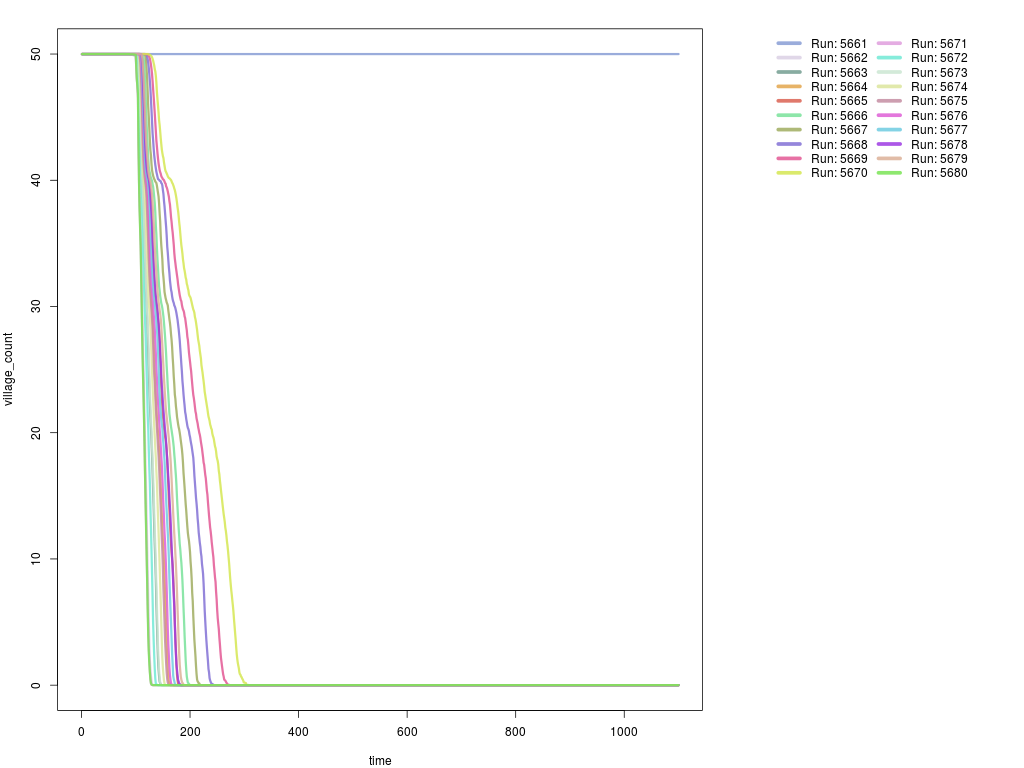 50
40
30
20
10
0
village_count
0 200 400 600 800 1000
time
Run: 5661 Run: 5671
Run: 5662 Run: 5672
Run: 5663 Run: 5673
Run: 5664 Run: 5674
Run: 5665 Run: 5675
Run: 5666 Run: 5676
Run: 5667 Run: 5677
Run: 5668 Run: 5678
Run: 5669 Run: 5679
Run: 5670 Run: 5680